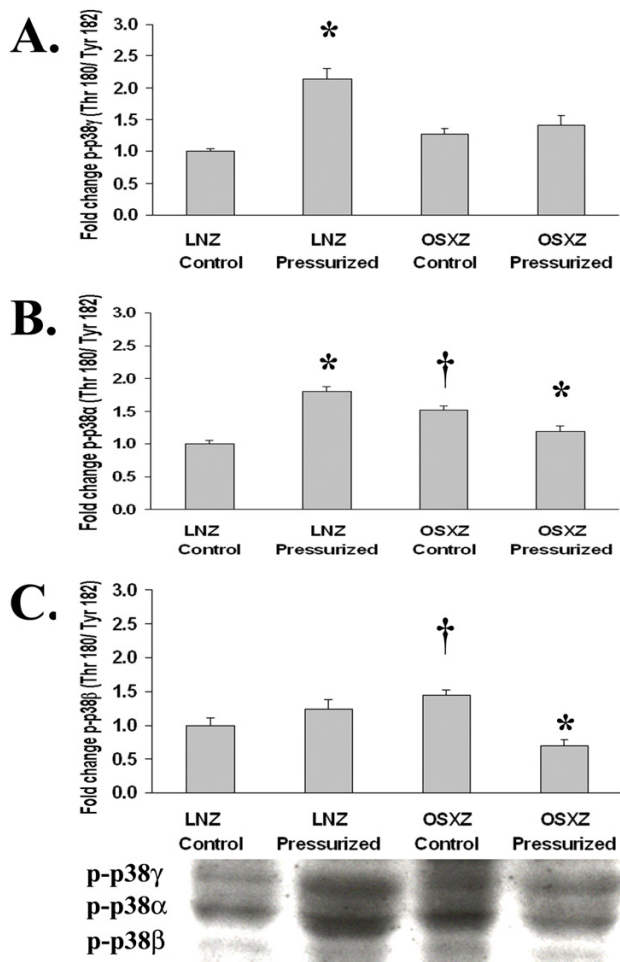 A.
Fold change p-p38γ (Thr 180/ Tyr 182)
3.0
2.5
2.0
1.5
1.0
0.5
0.0
*
LNZ LNZ OSXZ OSXZ
Control Pressurized Control Pressurized
B.
Fold change p-p38α (Thr 180/ Tyr 182)
3.0
2.5
2.0
1.5
1.0
0.5
0.0
* † *
LNZ LNZ OSXZ OSXZ
Control Pressurized Control Pressurized
C.
Fold change p-p38β (Thr 180/ Tyr 182)
3.0
2.5
2.0
1.5
1.0
0.5
0.0
† *
LNZ LNZ OSXZ OSXZ
Control Pressurized Control Pressurized
p-p38γ
p-p38α
p-p38β